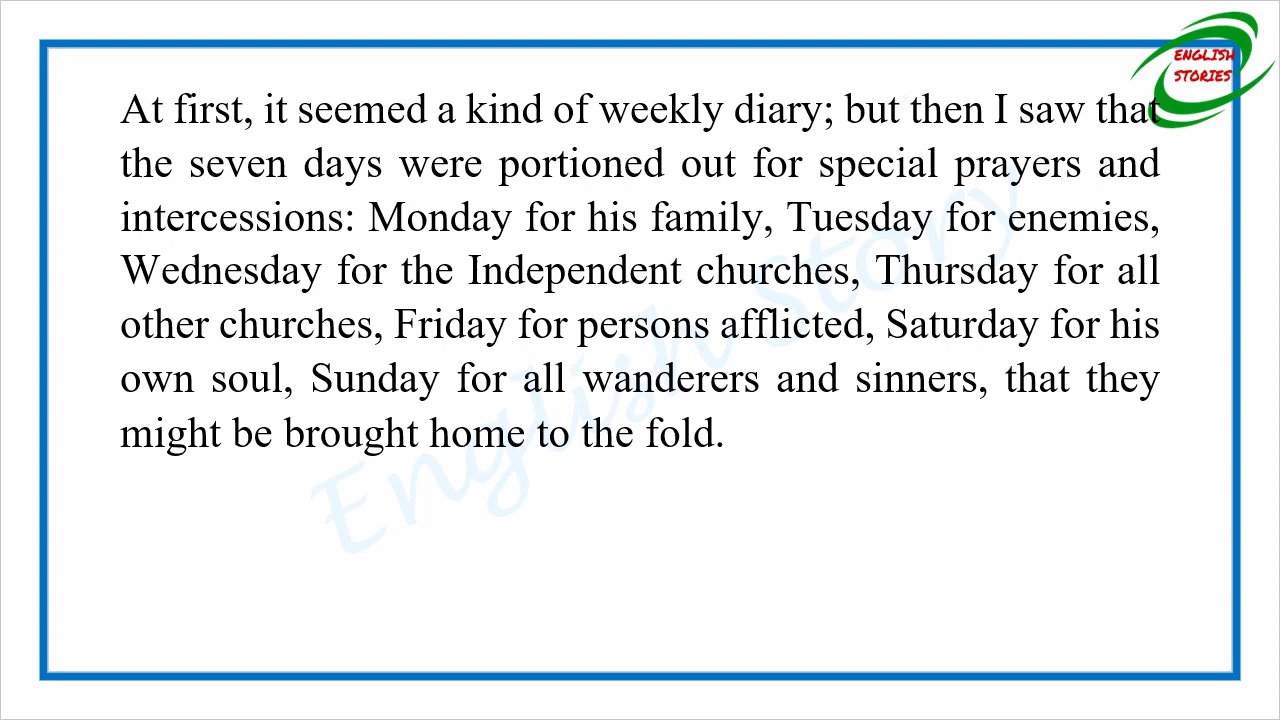 ENGLISH
STORIES
At first, it seemed a kind of weekly diary; but then I saw that
the seven days were portioned out for special prayers and
intercessions: Monday for his family, Tuesday for enemies,
Wednesday for the Independent churches, Thursday for all
other churches, Friday for persons afflicted, Saturday for his
own soul, Sunday for all wanderers and sinners, that they
might be brought home to the fold.
English Story